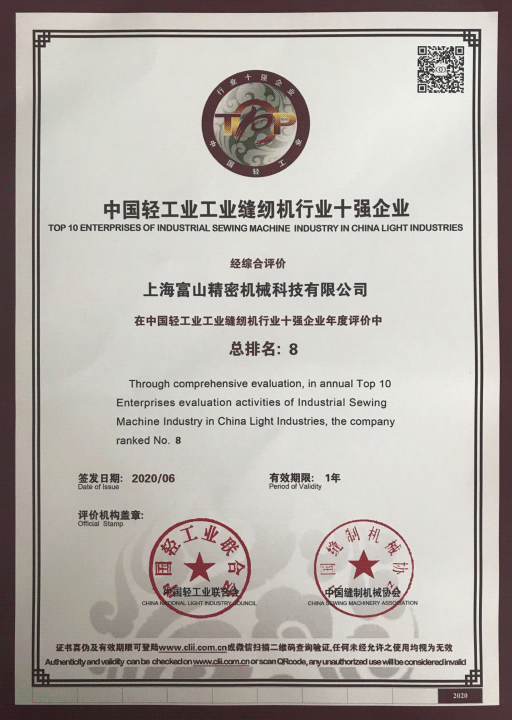 行业十强企业
TOP
中国轻工
中国轻工业工业缝纫机行业十强企业
TOP 10 ENTERPRISES OF INDUSTRIAL SEWING MACHINE INDUSTRY IN CHINA LIGHT INDUSTRIES
经综合评价
上海富山精密机械科技有限公司
在中国轻工业工业缝纫机行业十强企业年度评价中
总排名: 8
Through comprehensive evaluation, in annual Top 10
Enterprises evaluation activities of Industrial Sewing
Machine Industry in China Light Industries, the company
ranked No. 8
签发日期: 2020/06 有效期限: 1年
Date of Issue Period of Validity
评价机构盖章:
Official Stamp
中国轻工业联合会 中国缝制机械协会
中国轻工业联合会 中国缝制机械协会
CHINA NATIONAL LIGHT INDUSTRY COUNCIL CHINA SEWING MACHINERY ASSOCIATION
证书真伪及有效期限可登陆www.clii.com.cn或微信扫描二维码查询验证,任何未经允许之使用均视为无效
Authenticity and validity can be checked on www.clii.com.cn or scan QRcode, any unauthorized use will be considered invalid
2020